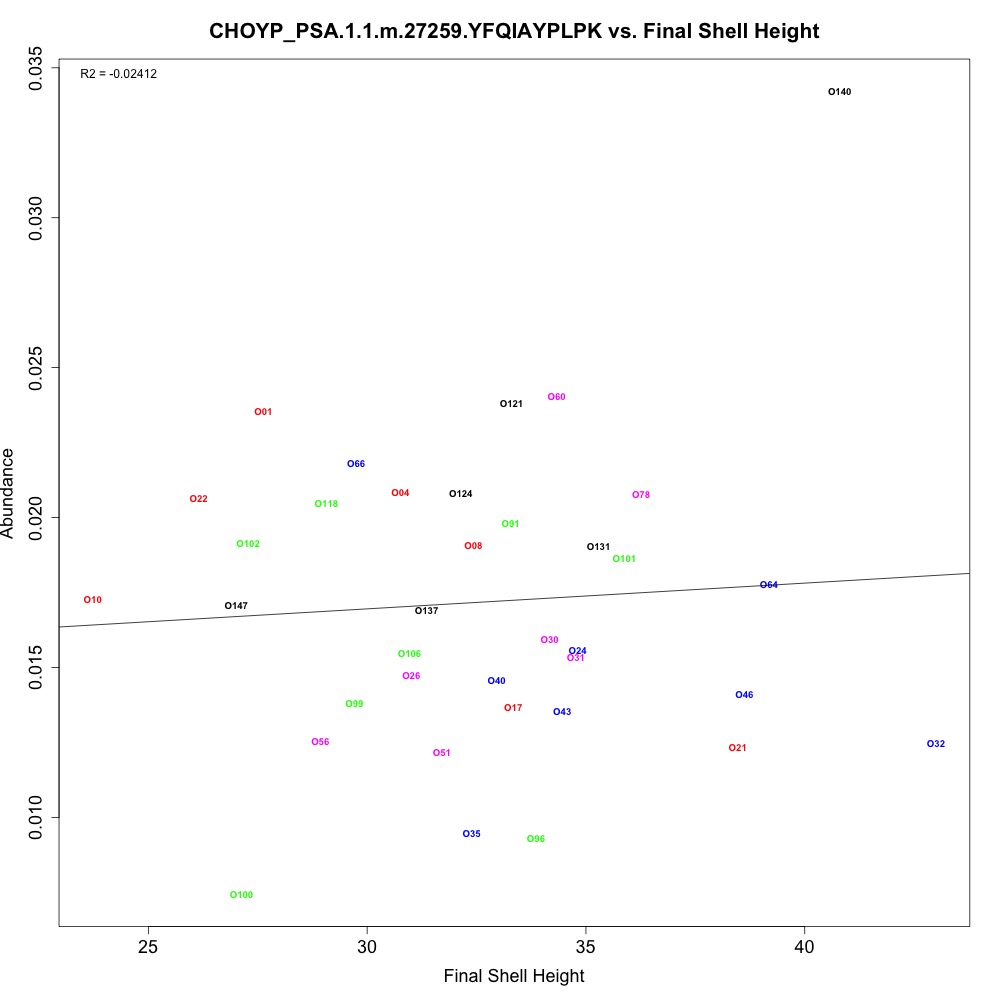 CHOYP_PSA.1.1.m.27259.YFQIAYPLPK vs. Final Shell Height
R2 = -0.02412
0.035
O140
0.030
0.025
O60
O121
O01
O66
O04
O124
O78
O22
O118
0.020
O91
O102
O08
O131
O101
O64
O10
O147
O137
O30
O24
O106
O31
0.015
O26
O40
O46
O99
O17
O43
O56
O32
O21
O51
0.010
O35
O96
O100
Abundance
25
30
35
40
Final Shell Height